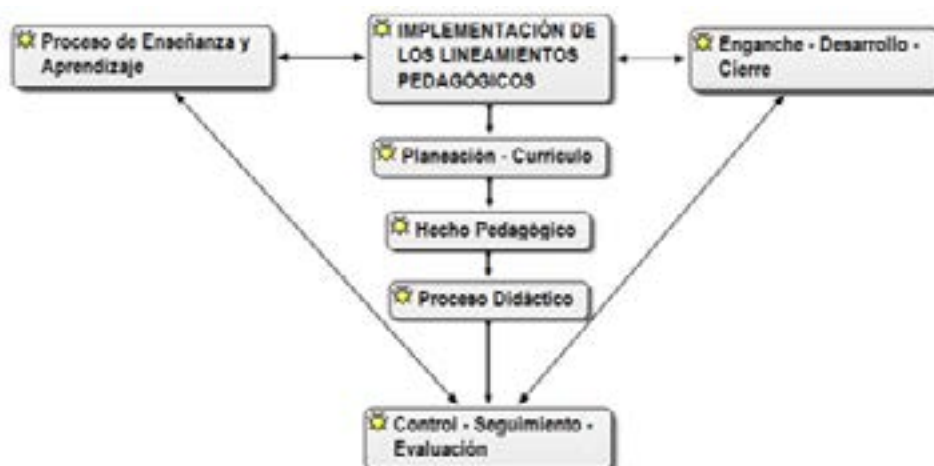 Proceso de Enseñanza y
Aprendizaje
IMPLEMENTACIÓN DE
LOS LINEAMIENTOS
PEDAGÓGICOS
Enganche - Desarrollo -
Cierre
Planeación - Curriculo
Hecho Pedagógico
Proceso Didáctico
Control - Seguimiento -
Evaluación